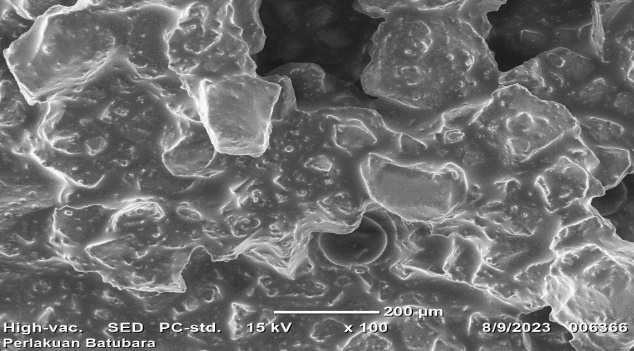 200 µm
High-vac. SED PC-std. 15 kV x 100 8/9/2023 006366
Perlakuan Batubara